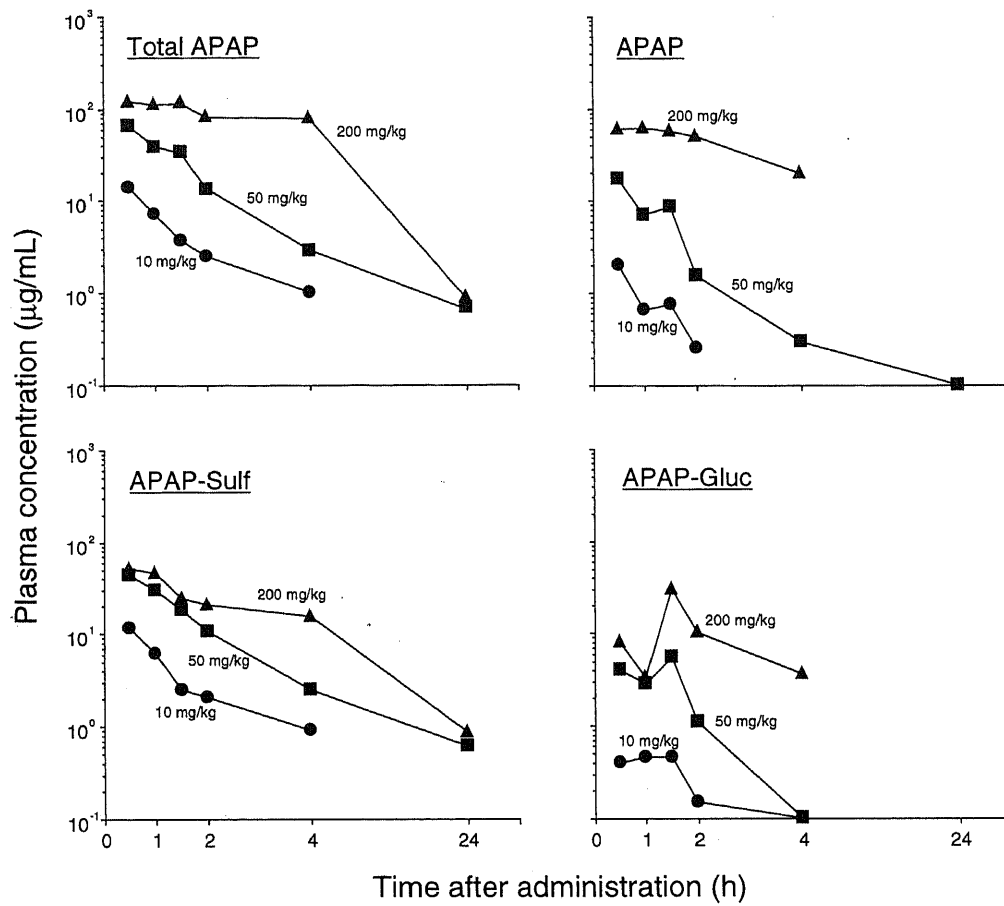 Total APAP
10³
10²
10¹
10⁰
10⁻¹
200 mg/kg
50 mg/kg
10 mg/kg
APAP
200 mg/kg
50 mg/kg
10 mg/kg
Plasma concentration (µg/mL)
APAP-Sulf
10³
10²
10¹
10⁰
10⁻¹
200 mg/kg
50 mg/kg
10 mg/kg
0 1 2 4 24
APAP-Gluc
200 mg/kg
50 mg/kg
10 mg/kg
0 1 2 4 24
Time after administration (h)